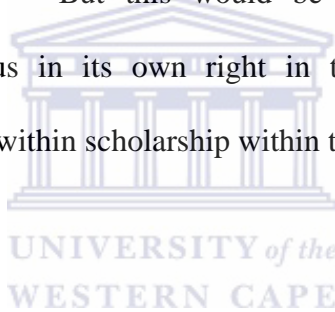 But this would be
us in its own right in t
within scholarship within t
UNIVERSITY of the
WESTERN CAPE